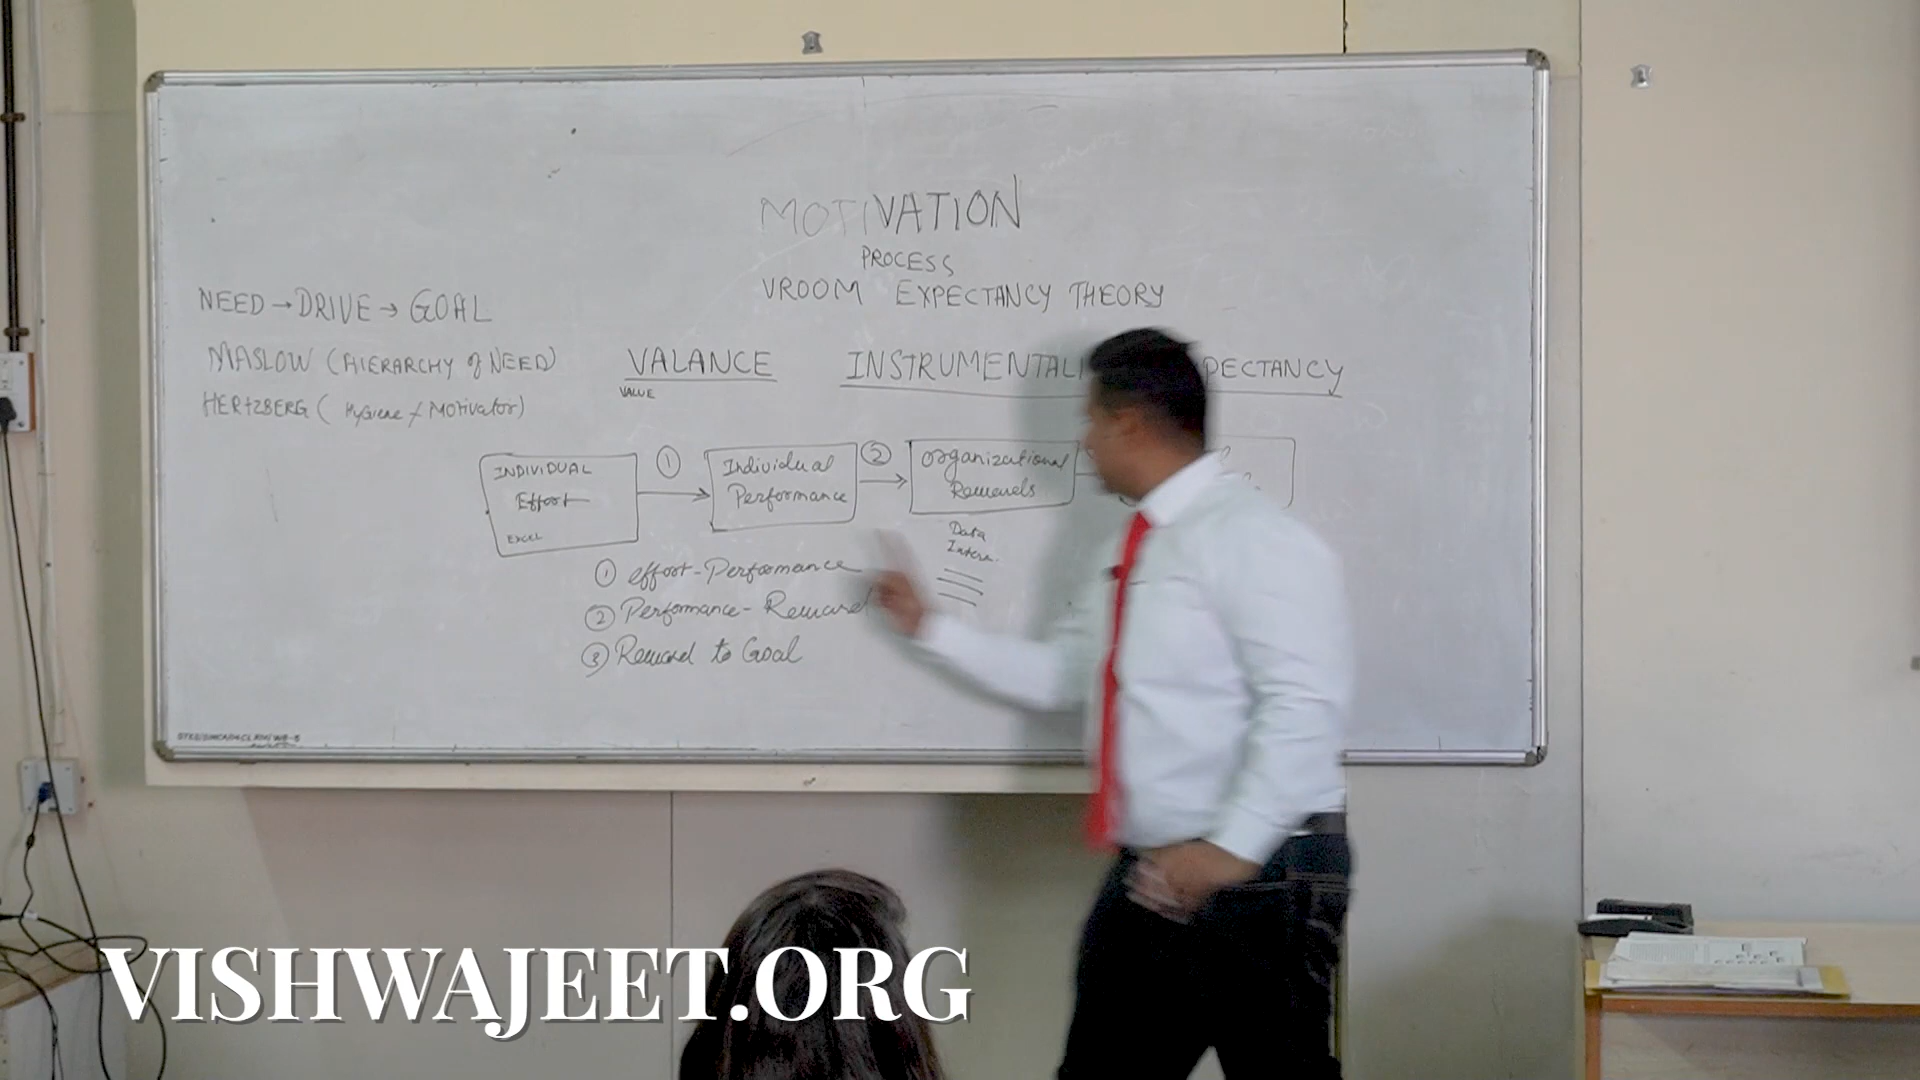 MOTIVATION
PROCESS
VROOM EXPECTANCY THEORY
NEED → DRIVE → GOAL
MASLOW (HIERARCHY of NEED)
HERTZBERG ( Hygiene / Motivator)
VALANCE
VALUE
INSTRUMENTALI
PECTANCY
INDIVIDUAL
Effort
EXCEL
①
Individual
Performance
②
Organizational
Rewards
Data
① effort-Performance
② Performance-Reward
③ Reward to Goal
VISHWAJEET.ORG